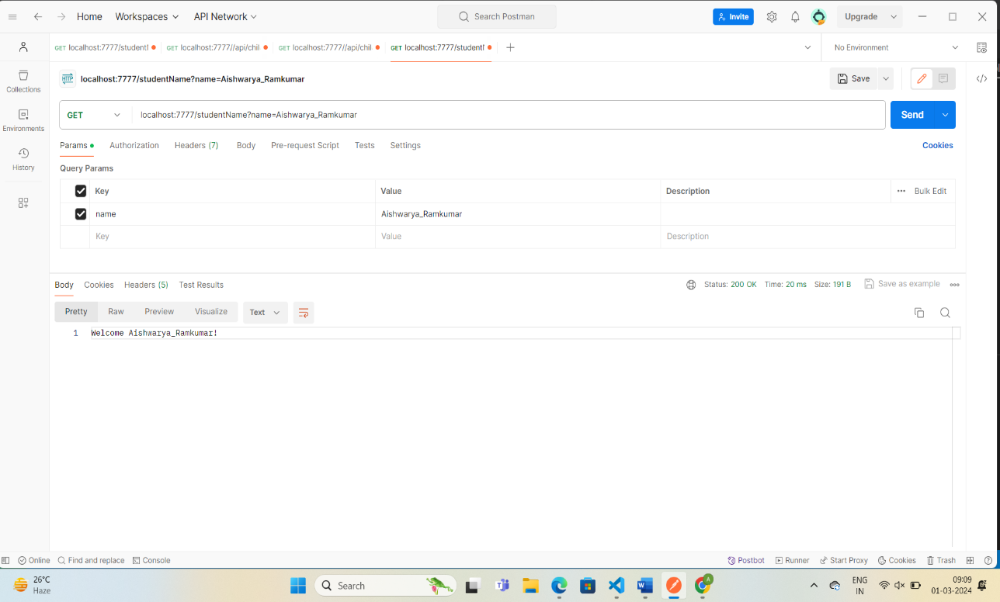 Home Workspaces API Network Search Postman Invite Upgrade
GET localhost:7777/student GET localhost:7777//api/chil GET localhost:7777//api/chil GET localhost:7777/student No Environment
HTTP localhost:7777/studentName?name=Aishwarya_Ramkumar Save </>
Collections
GET localhost:7777/studentName?name=Aishwarya_Ramkumar Send
Environments
Params Authorization Headers (7) Body Pre-request Script Tests Settings Cookies
History
Query Params
Key Value Description Bulk Edit
name Aishwarya_Ramkumar
Key Value Description
Body Cookies Headers (5) Test Results Status: 200 OK Time: 20 ms Size: 191 B Save as example
Pretty Raw Preview Visualize Text
1 Welcome Aishwarya_Ramkumar!
Online Find and replace Console Postbot Runner Start Proxy Cookies Trash
26°C
Haze
Search
A
ENG
IN
09:09
01-03-2024